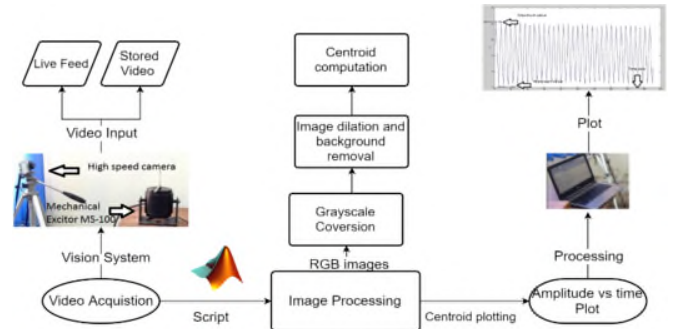 Live Feed
Stored
Video
Video Input
High speed camera
Mechanical
Excitor MS-100
Vision System
Video Acquistion
Script
Centroid
computation
Image dilation and
background
removal
Grayscale
Coversion
RGB images
Image Processing
Centroid plotting
Plot
Processing
Amplitude vs time
Plot